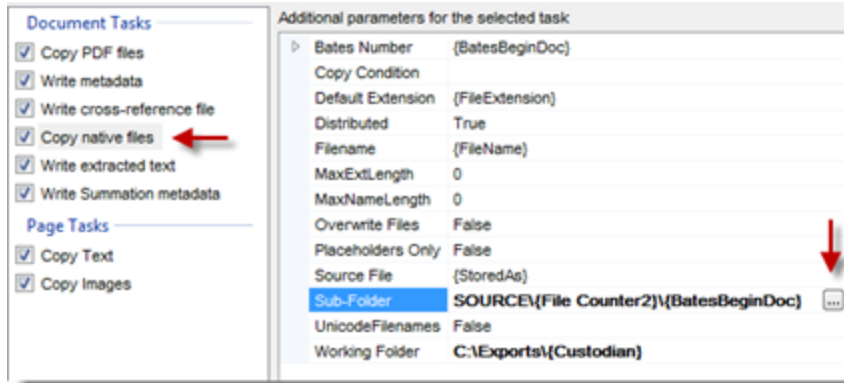 Document Tasks
Copy PDF files
Write metadata
Write cross-reference file
Copy native files
Write extracted text
Write Summation metadata
Page Tasks
Copy Text
Copy Images
Additional parameters for the selected task
Bates Number {BatesBeginDoc}
Copy Condition
Default Extension {FileExtension}
Distributed True
Filename {FileName}
MaxExtLength 0
MaxNameLength 0
Overwrite Files False
Placeholders Only False
Source File {StoredAs}
Sub-Folder SOURCE\{File Counter2}\{BatesBeginDoc} ...
UnicodeFilenames False
Working Folder C:\Exports\{Custodian}